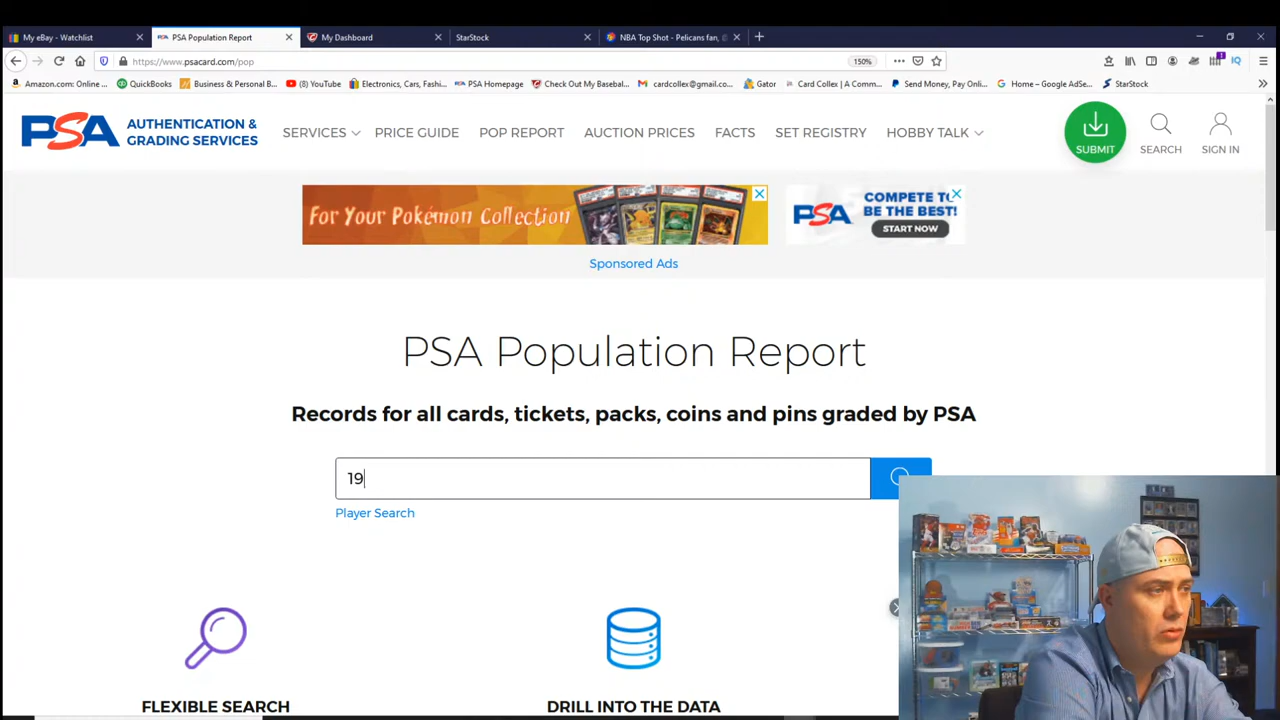 My eBay - Watchlist
PSA Population Report
My Dashboard
StarStock
NBA Top Shot - Pelicans fan,
https://www.psacard.com/pop
150%
Amazon.com: Online ...
QuickBooks
Business & Personal B...
YouTube
Electronics, Cars, Fashi...
PSA Homepage
Check Out My Basebal...
cardcollex@gmail.co...
Gator
Card Collex | A Comm...
Send Money, Pay Onli...
Home – Google AdSe...
StarStock
PSA
AUTHENTICATION &
GRADING SERVICES
SERVICES
PRICE GUIDE
POP REPORT
AUCTION PRICES
FACTS
SET REGISTRY
HOBBY TALK
SUBMIT
SEARCH
SIGN IN
For Your Pokémon Collection
PSA
COMPETE TO
BE THE BEST!
START NOW
Sponsored Ads
PSA Population Report
Records for all cards, tickets, packs, coins and pins graded by PSA
19
Player Search
FLEXIBLE SEARCH
DRILL INTO THE DATA